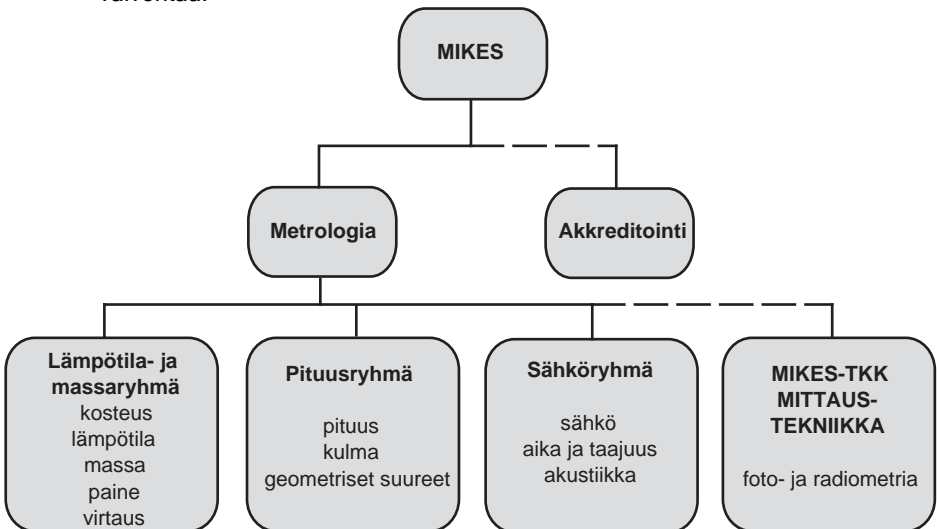 MIKES
Metrologia
Akkreditointi
Lämpötila- ja
massaryhmä
kosteus
lämpötila
massa
paine
virtaus
Pituusryhmä
pituus
kulma
geometriset suureet
Sähköryhmä
sähkö
aika ja taajuus
akustiikka
MIKES-TKK
MITTAUS-
TEKNIIKKA
foto- ja radiometria